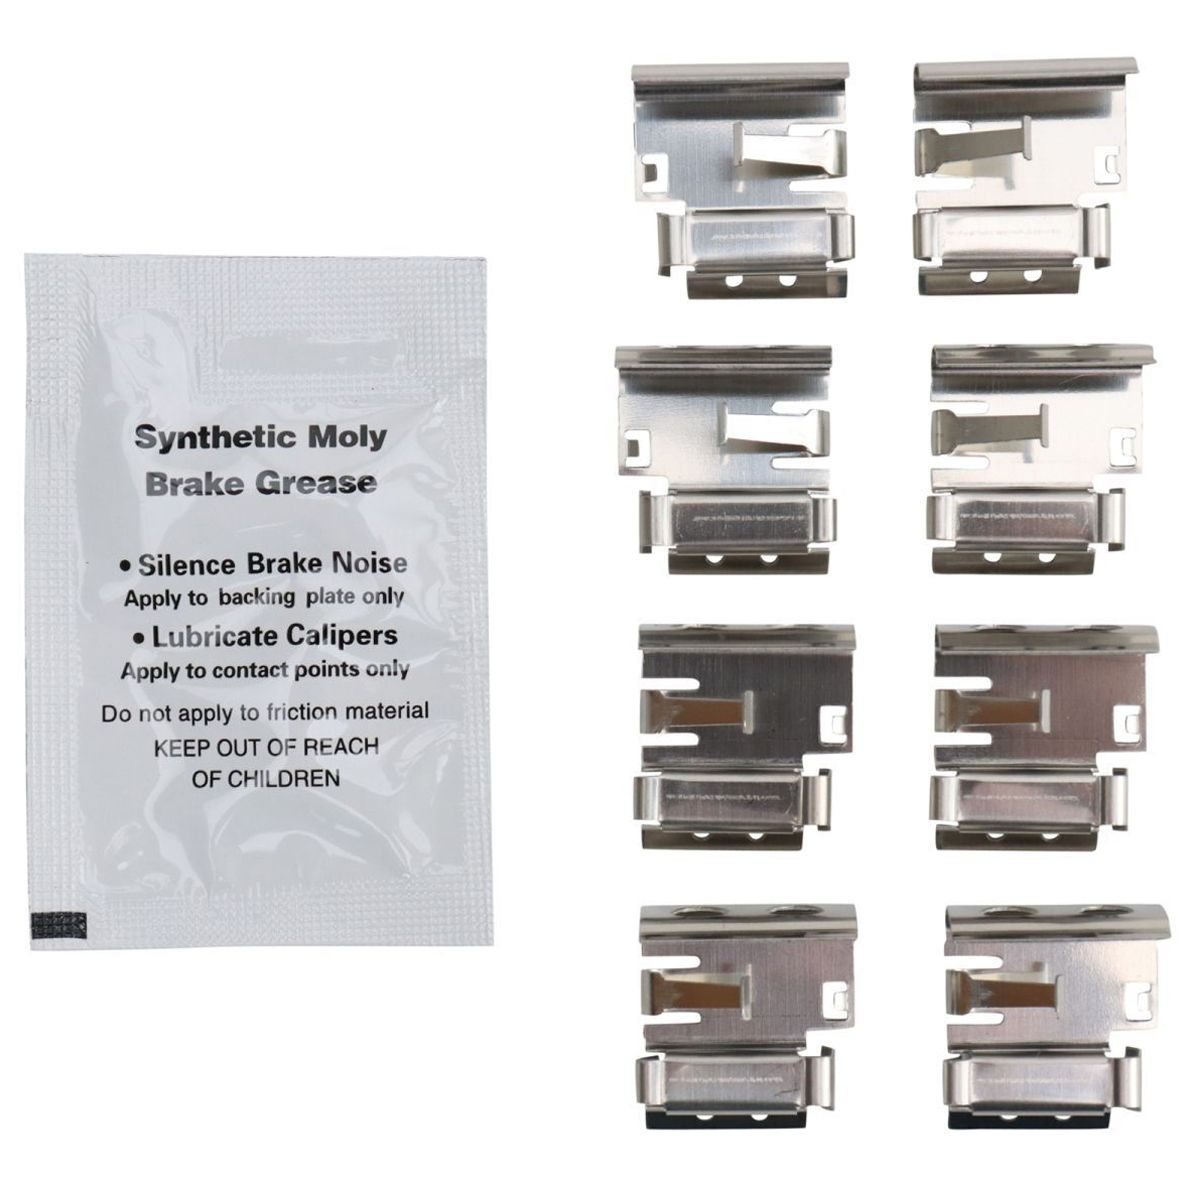 Synthetic Moly
Brake Grease
• Silence Brake Noise
Apply to backing plate only
• Lubricate Calipers
Apply to contact points only
Do not apply to friction material
KEEP OUT OF REACH
OF CHILDREN